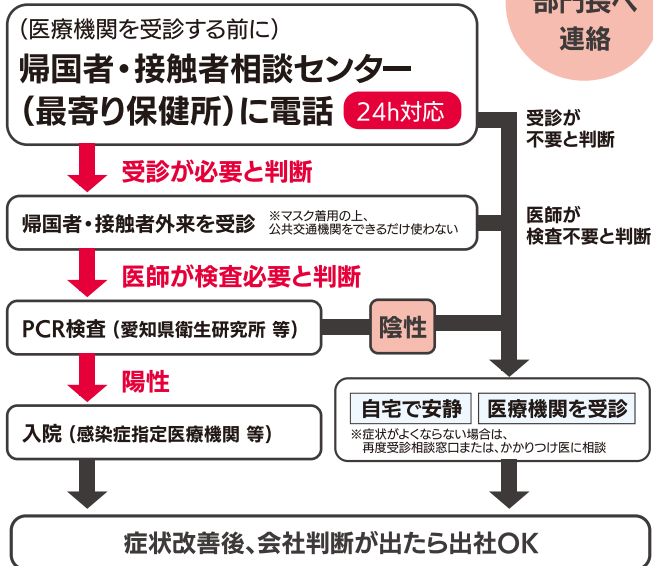 部門長へ
連絡
（医療機関を受診する前に）
帰国者・接触者相談センター
（最寄り保健所）に電話 24h対応
受診が
不要と判断
受診が必要と判断
帰国者・接触者外来を受診 ※マスク着用の上、
公共交通機関をできるだけ使わない
医師が
検査不要と判断
医師が検査必要と判断
PCR検査（愛知県衛生研究所 等）
陰性
陽性
入院（感染症指定医療機関 等）
自宅で安静 医療機関を受診
※症状がよくならない場合は、
再度受診相談窓口または、かかりつけ医に相談
症状改善後、会社判断が出たら出社OK